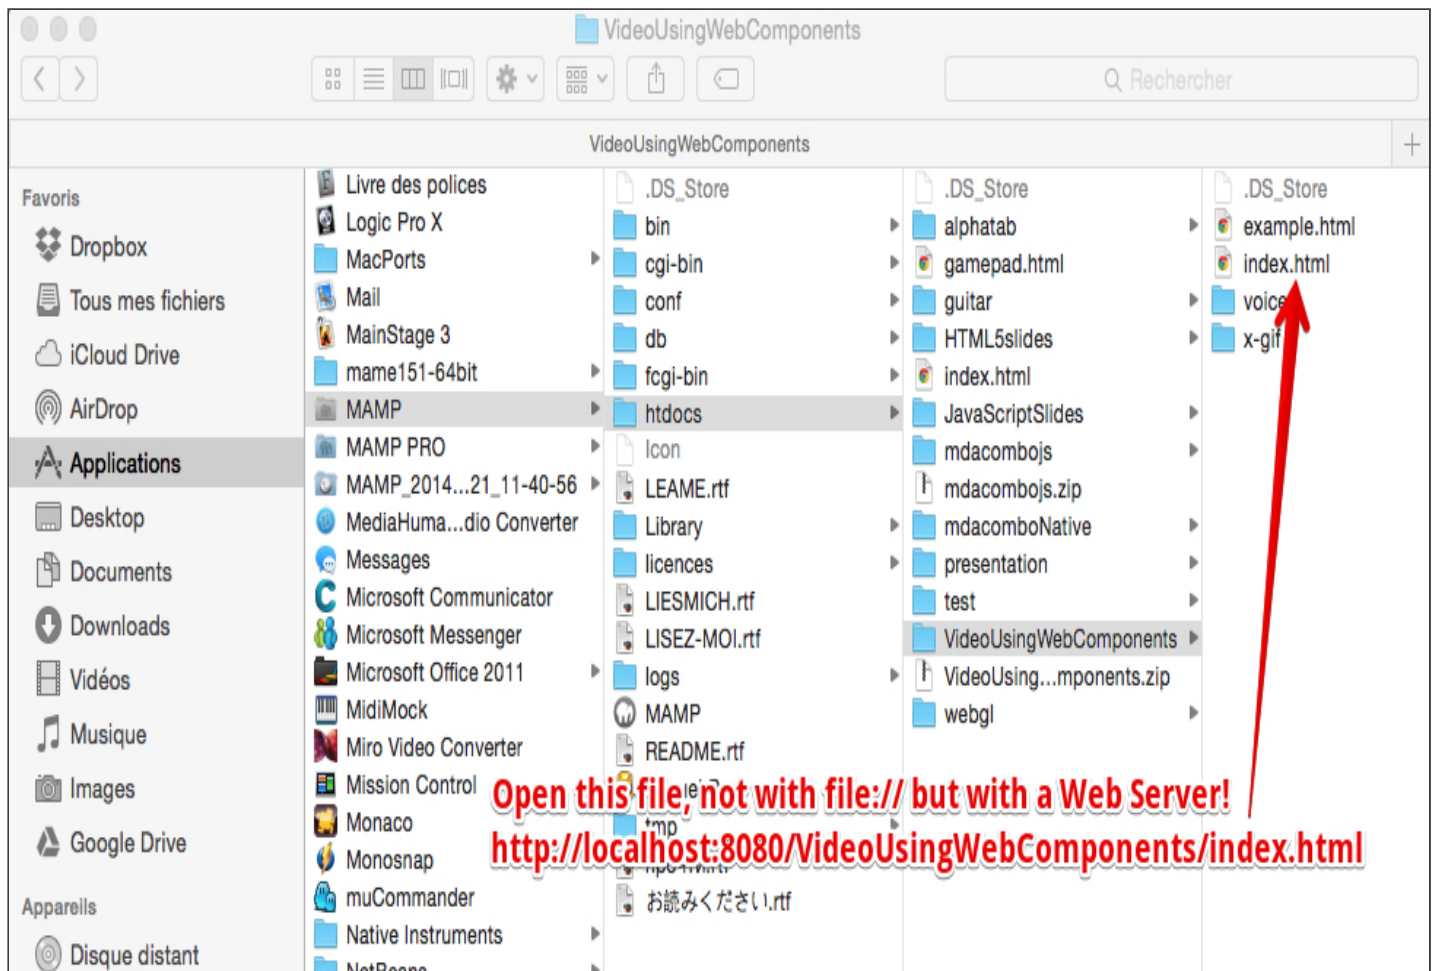 VideoUsingWebComponents
Rechercher
VideoUsingWebComponents
Favoris
Dropbox
Tous mes fichiers
iCloud Drive
AirDrop
Applications
Desktop
Documents
Downloads
Vidéos
Musique
Images
Google Drive
Appareils
Disque distant
Livre des polices
Logic Pro X
MacPorts
Mail
MainStage 3
mame151-64bit
MAMP
MAMP PRO
MAMP_2014...21_11-40-56
MediaHuma...dio Converter
Messages
Microsoft Communicator
Microsoft Messenger
Microsoft Office 2011
MidiMock
Miro Video Converter
Mission Control
Monaco
Monosnap
muCommander
Native Instruments
NetBeans
.DS_Store
bin
cgi-bin
conf
db
fcgi-bin
htdocs
Icon
LEAME.rtf
Library
licences
LIESMICH.rtf
LISEZ-MOI.rtf
logs
MAMP
README.rtf
tmp
お読みください.rtf
.DS_Store
alphatab
gamepad.html
guitar
HTML5slides
index.html
JavaScriptSlides
mdacombojs
mdacombojs.zip
mdacomboNative
presentation
test
VideoUsingWebComponents
VideoUsing...mponents.zip
webgl
.DS_Store
example.html
index.html
voice
x-gif
Open this file, not with file:// but with a Web Server!
http://localhost:8080/VideoUsingWebComponents/index.html